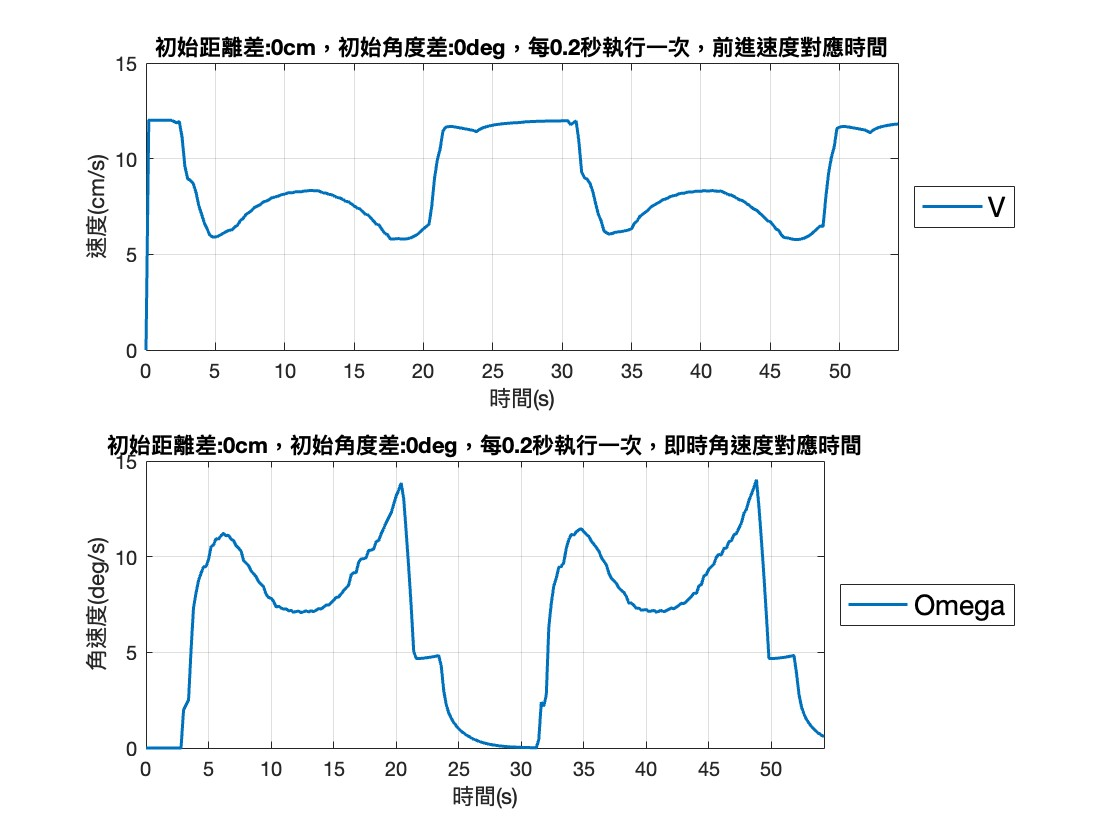 初始距離差:0cm，初始角度差:0deg，每0.2秒執行一次，前進速度對應時間
15
10
5
0
速度(cm/s)
0 5 10 15 20 25 30 35 40 45 50
時間(s)
V
初始距離差:0cm，初始角度差:0deg，每0.2秒執行一次，即時角速度對應時間
15
10
5
0
角速度(deg/s)
0 5 10 15 20 25 30 35 40 45 50
時間(s)
Omega